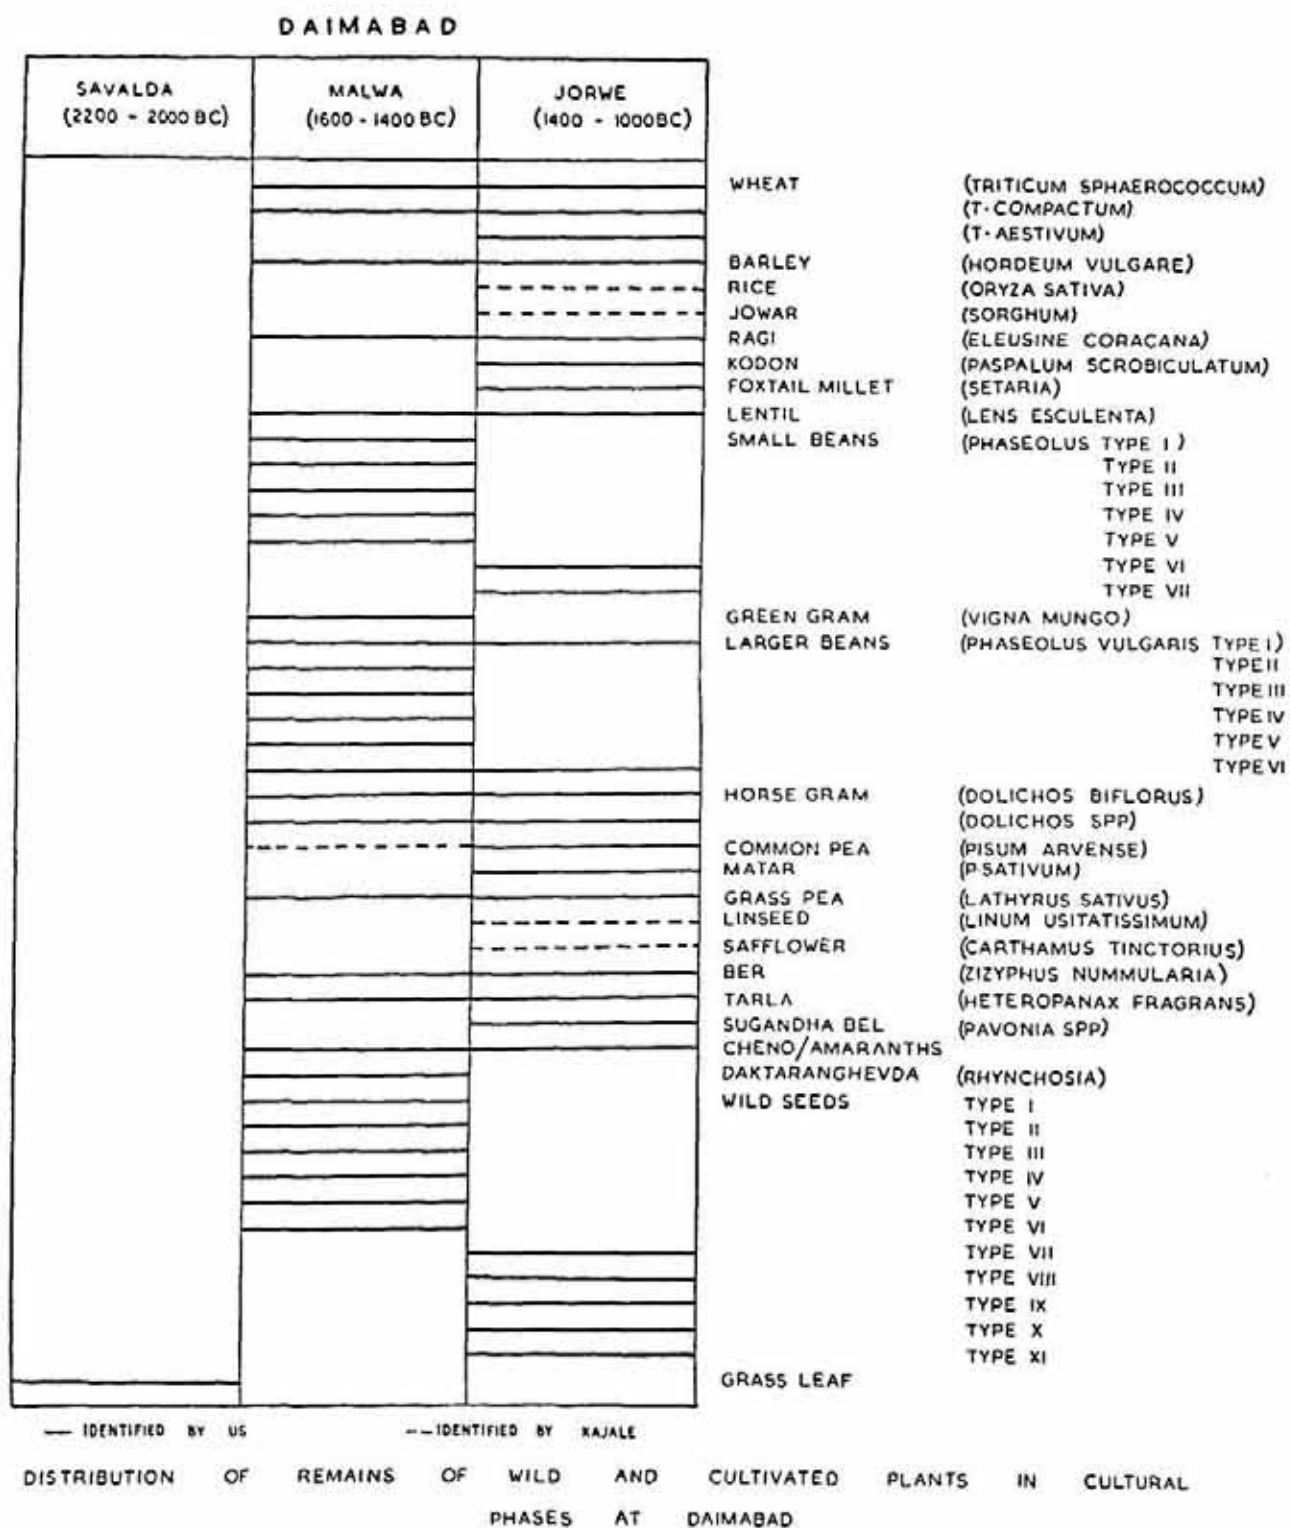 DAIMABAD
SAVALDA MALWA JORWE
(2200 - 2000 BC) (1600 - 1400 BC) (1400 - 1000BC)
WHEAT (TRITICUM SPHAEROCOCCUM)
(T·COMPACTUM)
(T·AESTIVUM)
BARLEY (HORDEUM VULGARE)
RICE (ORYZA SATIVA)
JOWAR (SORGHUM)
RAGI (ELEUSINE CORACANA)
KODON (PASPALUM SCROBICULATUM)
FOXTAIL MILLET (SETARIA)
LENTIL (LENS ESCULENTA)
SMALL BEANS (PHASEOLUS TYPE I)
TYPE II
TYPE III
TYPE IV
TYPE V
TYPE VI
TYPE VII
GREEN GRAM (VIGNA MUNGO)
LARGER BEANS (PHASEOLUS VULGARIS TYPE I)
TYPE II
TYPE III
TYPE IV
TYPE V
TYPE VI
HORSE GRAM (DOLICHOS BIFLORUS)
(DOLICHOS SPP)
COMMON PEA (PISUM ARVENSE)
MATAR (P·SATIVUM)
GRASS PEA (LATHYRUS SATIVUS)
LINSEED (LINUM USITATISSIMUM)
SAFFLOWER (CARTHAMUS TINCTORIUS)
BER (ZIZYPHUS NUMMULARIA)
TARLA (HETEROPANAX FRAGRANS)
SUGANDHA BEL (PAVONIA SPP)
CHENO/AMARANTHS
DAKTARANGHEVDA (RHYNCHOSIA)
WILD SEEDS TYPE I
TYPE II
TYPE III
TYPE IV
TYPE V
TYPE VI
TYPE VII
TYPE VIII
TYPE IX
TYPE X
TYPE XI
GRASS LEAF
— IDENTIFIED BY US --IDENTIFIED BY KAJALE
DISTRIBUTION OF REMAINS OF WILD AND CULTIVATED PLANTS IN CULTURAL
PHASES AT DAIMABAD